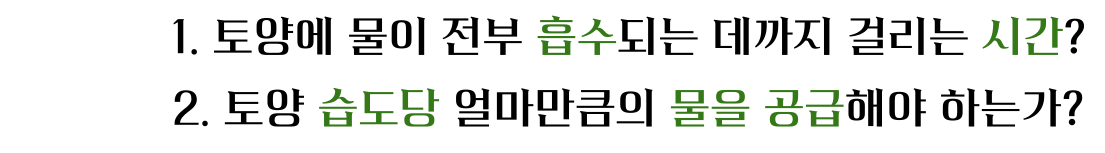 1. 토양에 물이 전부 흡수되는 데까지 걸리는 시간?
2. 토양 습도당 얼마만큼의 물을 공급해야 하는가?